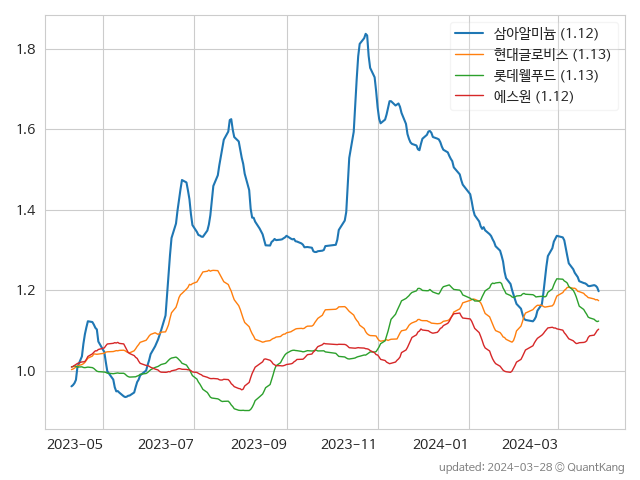 삼아알미늄 (1.12)
현대글로비스 (1.13)
롯데웰푸드 (1.13)
에스원 (1.12)
1.8
1.6
1.4
1.2
1.0
2023-05 2023-07 2023-09 2023-11 2024-01 2024-03
updated: 2024-03-28 © QuantKang